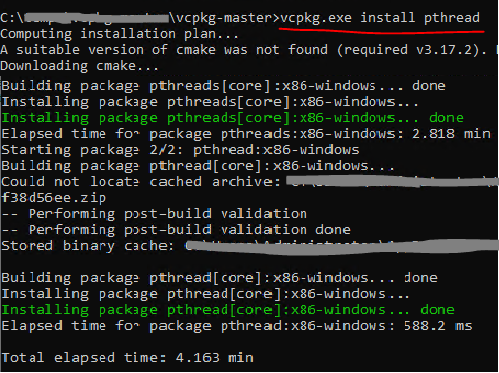 C:\
\vcpkg-master>vcpkg.exe install pthread
Computing installation plan...
A suitable version of cmake was not found (required v3.17.2).
Downloading cmake...
Building package pthreads[core]:x86-windows... done
Installing package pthreads[core]:x86-windows...
Installing package pthreads[core]:x86-windows... done
Elapsed time for package pthreads:x86-windows: 2.818 min
Starting package 2/2: pthread:x86-windows
Building package pthread[core]:x86-windows...
Could not locate cached archive:
f38d56ee.zip
-- Performing post-build validation
-- Performing post-build validation done
Stored binary cache:
Building package pthread[core]:x86-windows... done
Installing package pthread[core]:x86-windows...
Installing package pthread[core]:x86-windows... done
Elapsed time for package pthread:x86-windows: 588.2 ms
Total elapsed time: 4.163 min